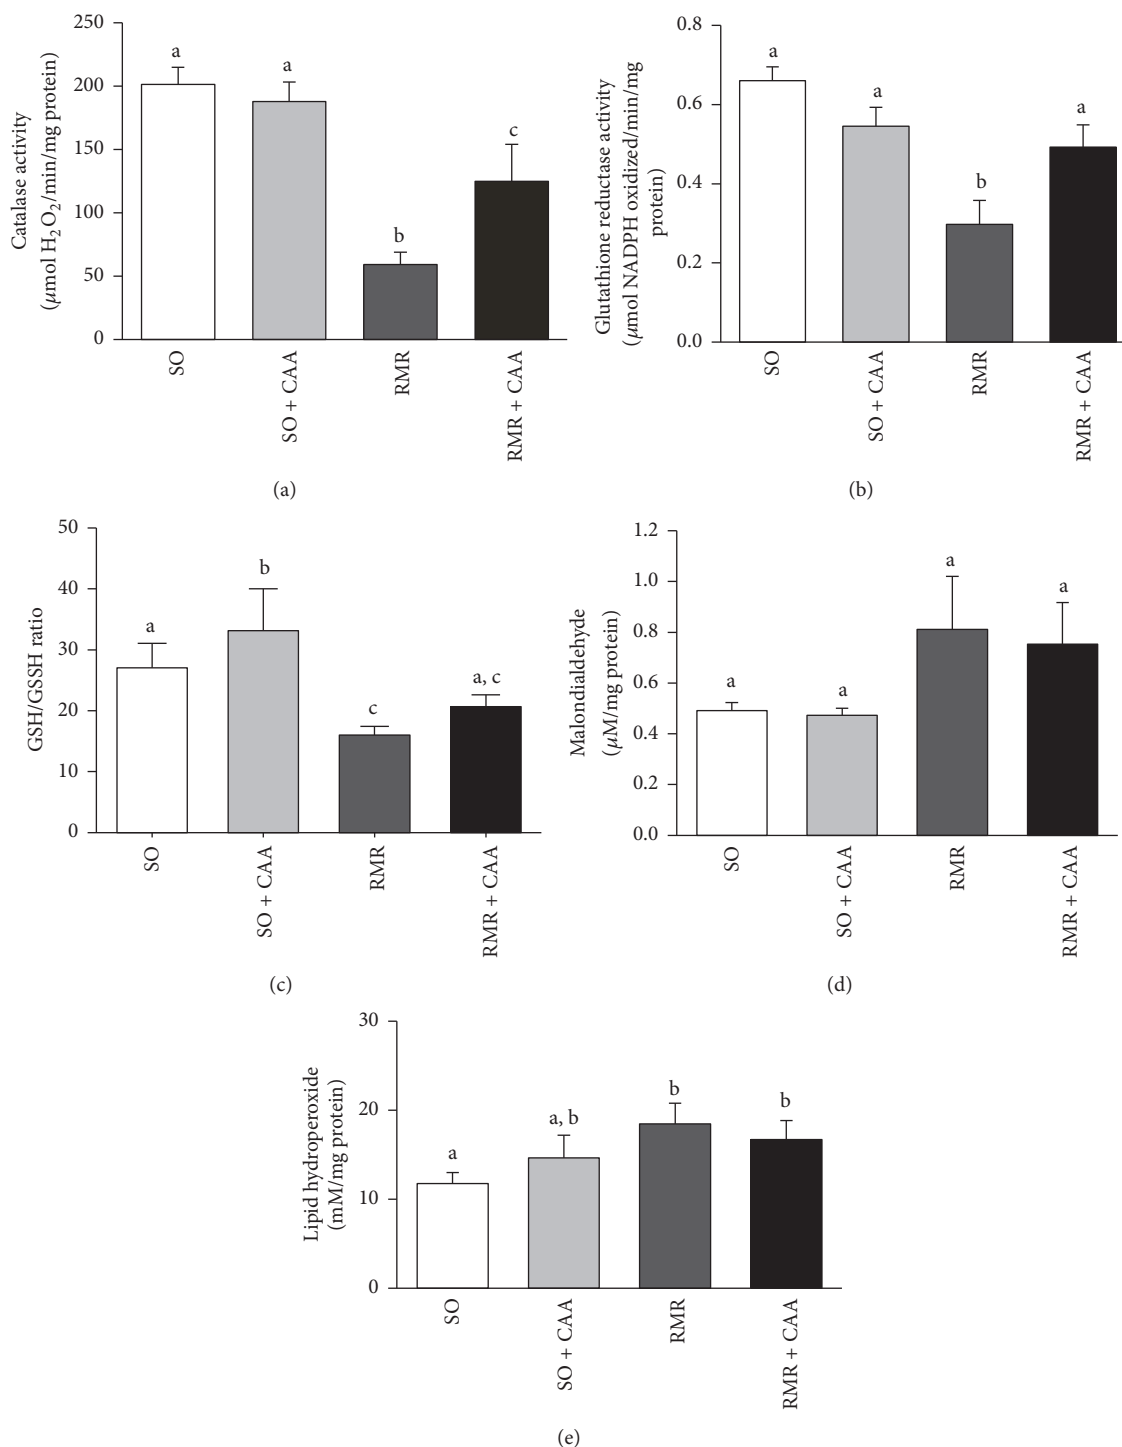 250
200
150
100
50
0
Catalase activity
(μmol H2O2/min/mg protein)
a
a
b
c
SO
SO + CAA
RMR
RMR + CAA
(a)
0.8
0.6
0.4
0.2
0.0
Glutathione reductase activity
(μmol NADPH oxidized/min/mg
protein)
a
a
b
a
SO
SO + CAA
RMR
RMR + CAA
(b)
50
40
30
20
10
0
GSH/GSSH ratio
a
b
c
a, c
SO
SO + CAA
RMR
RMR + CAA
(c)
1.2
1.0
0.8
0.6
0.4
0.2
0.0
Malondialdehyde
(μM/mg protein)
a
a
a
a
SO
SO + CAA
RMR
RMR + CAA
(d)
30
20
10
0
Lipid hydroperoxide
(mM/mg protein)
a
a, b
b
b
SO
SO + CAA
RMR
RMR + CAA
(e)